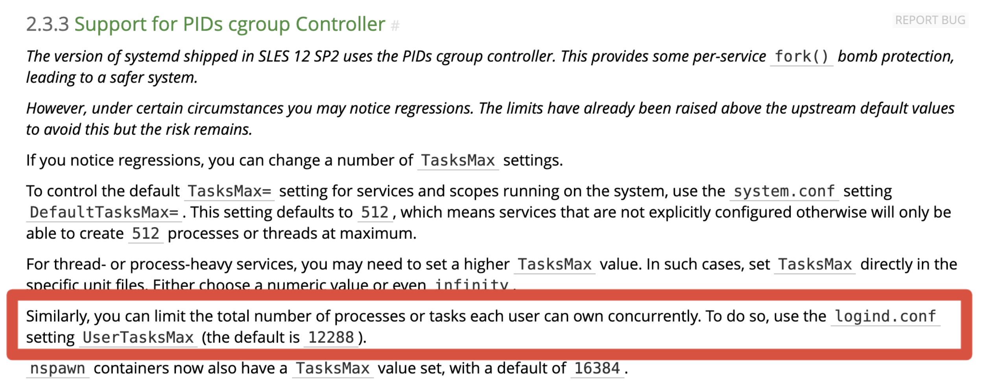 2.3.3 Support for PIDs cgroup Controller #
REPORT BUG
The version of systemd shipped in SLES 12 SP2 uses the PIDs cgroup controller. This provides some per-service fork() bomb protection,
leading to a safer system.
However, under certain circumstances you may notice regressions. The limits have already been raised above the upstream default values
to avoid this but the risk remains.
If you notice regressions, you can change a number of TasksMax settings.
To control the default TasksMax= setting for services and scopes running on the system, use the system.conf setting
DefaultTasksMax=. This setting defaults to 512, which means services that are not explicitly configured otherwise will only be
able to create 512 processes or threads at maximum.
For thread- or process-heavy services, you may need to set a higher TasksMax value. In such cases, set TasksMax directly in the
specific unit files. Either choose a numeric value or even infinity.
Similarly, you can limit the total number of processes or tasks each user can own concurrently. To do so, use the logind.conf
setting UserTasksMax (the default is 12288).
nspawn containers now also have a TasksMax value set, with a default of 16384.